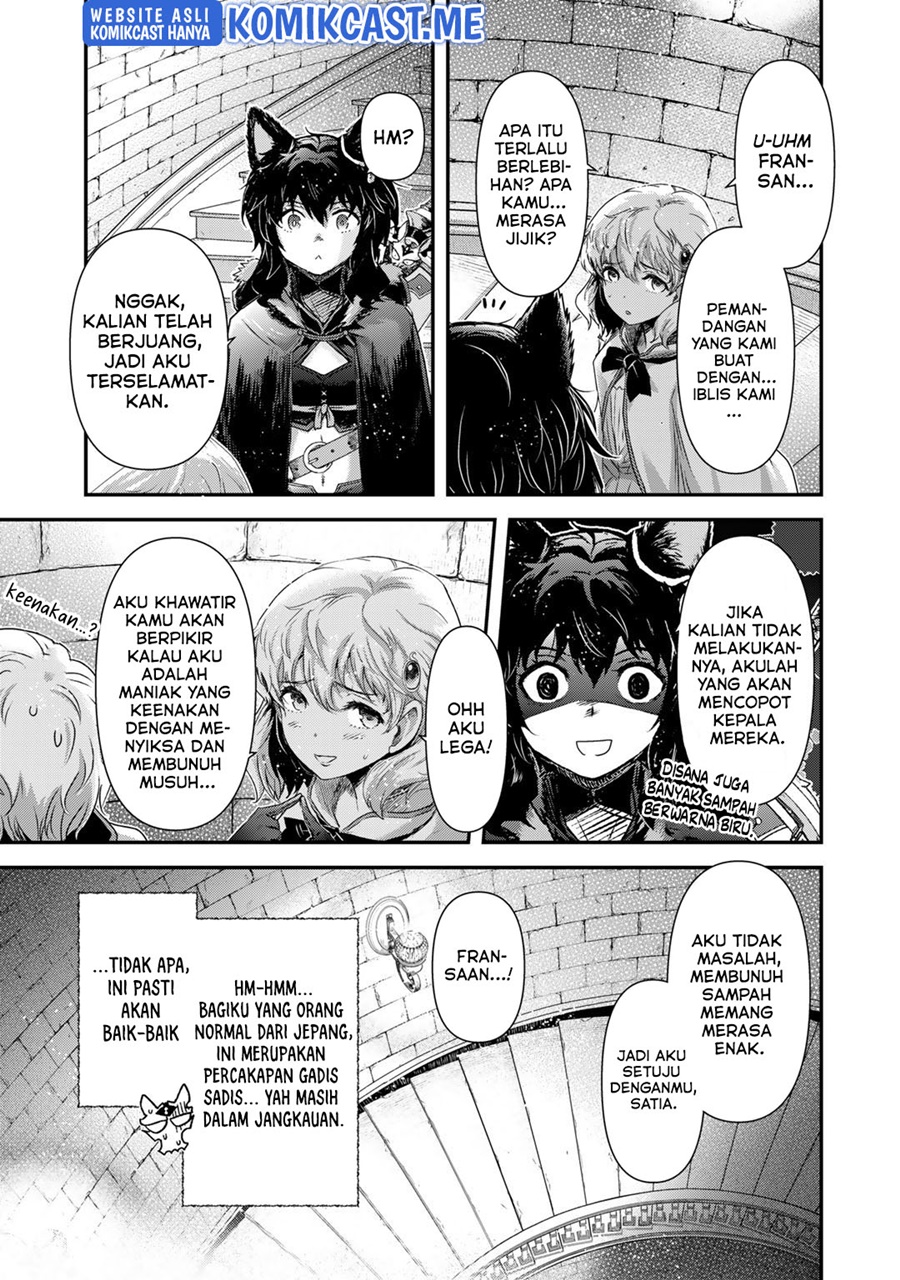 WEBSITE ASLI
KOMIKCAST HANYA
KOMIKCAST.ME
U-UHM
FRAN-
SAN...
PEMAN-
DANGAN
YANG KAMI
BUAT
DENGAN...
IBLIS KAMI
...
APA ITU
TERLALU
BERLEBI-
HAN? APA
KAMU...
MERASA
JIJIK?
HM?
NGGAK,
KALIAN TELAH
BERJUANG,
JADI AKU
TERSELAMAT-
KAN.
JIKA
KALIAN TIDAK
MELAKUKAN-
NYA, AKULAH
YANG AKAN
MENCOPOT
KEPALA
MEREKA.
DISANA JUGA
BANYAK SAMPAH
BERWARNA BIRU.
OHH
AKU
LEGA!
AKU KHAWATIR
KAMU AKAN
BERPIKIR
KALAU AKU
ADALAH
MANIAK YANG
KEENAKAN
DENGAN ME-
NYIKSA DAN
MEMBUNUH
MUSUH...
keenakan...?
AKU TIDAK
MASALAH,
MEMBUNUH
SAMPAH
MEMANG
MERASA
ENAK.
JADI AKU
SETUJU
DENGANMU,
SATIA.
FRAN-
SAAN...!
HM-HMM...
BAGIKU YANG ORANG
NORMAL DARI JEPANG,
INI MERUPAKAN
PERCAKAPAN GADIS
SADIS... YAH MASIH
DALAM JANGKAUAN.
...TIDAK APA,
INI PASTI
AKAN
BAIK-BAIK